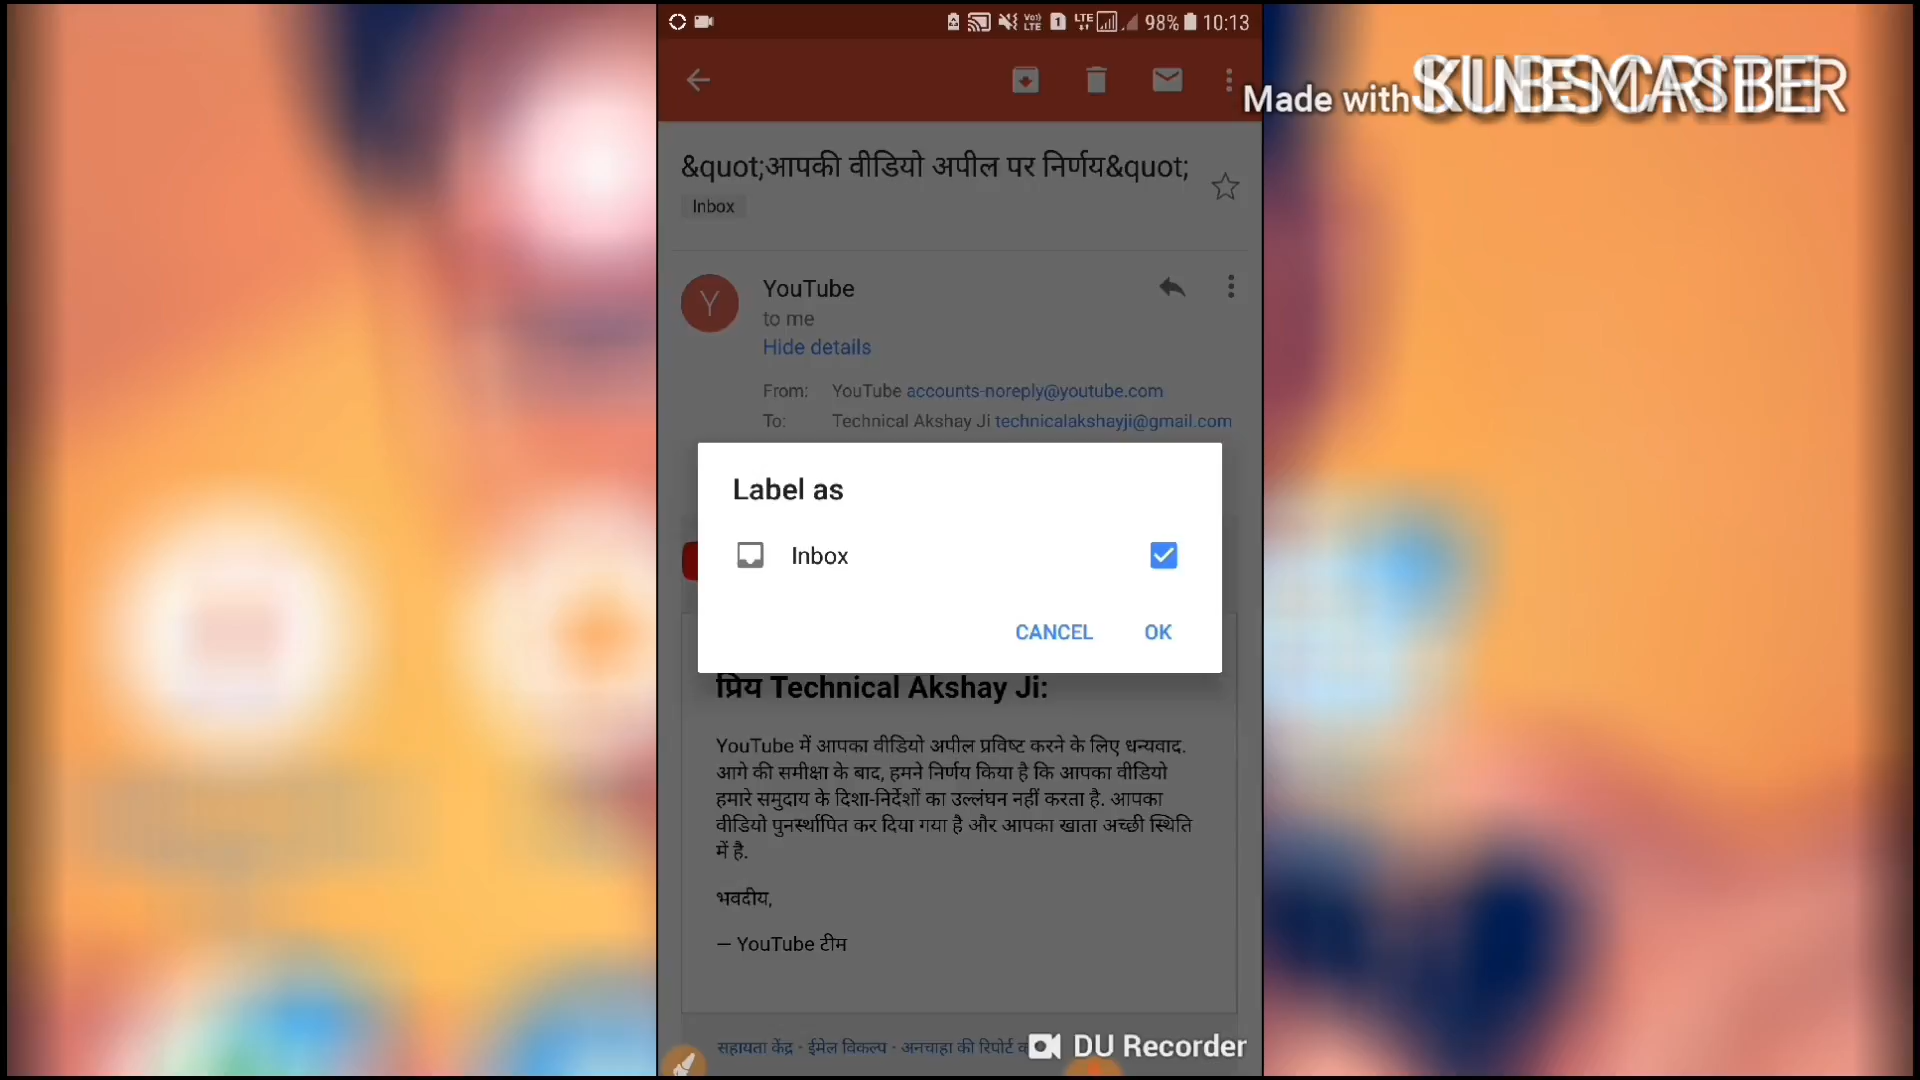 98% 10:13
Made with KINEMASTER
SUBSCRIBER
&quot;आपकी वीडियो अपील पर निर्णय&quot;
Inbox
Y
YouTube
to me
Hide details
From: YouTube accounts-noreply@youtube.com
To: Technical Akshay Ji technicalakshayji@gmail.com
Label as
Inbox
CANCEL OK
प्रिय Technical Akshay Ji:
YouTube में आपका वीडियो अपील प्रविष्ट करने के लिए धन्यवाद.
आगे की समीक्षा के बाद, हमने निर्णय किया है कि आपका वीडियो
हमारे समुदाय के दिशा-निर्देशों का उल्लंघन नहीं करता है. आपका
वीडियो पुनर्स्थापित कर दिया गया है और आपका खाता अच्छी स्थिति
में है.
भवदीय,
— YouTube टीम
सहायता केंद्र - ईमेल विकल्प - अनचाहा की रिपोर्ट
DU Recorder